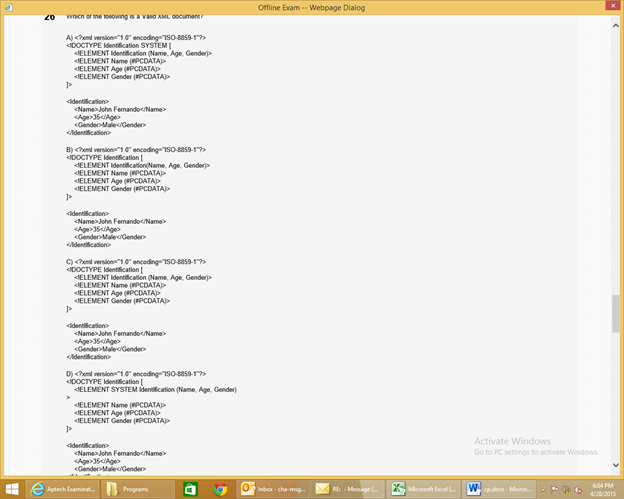 Offline Exam -- Webpage Dialog
26 Which of the following is a Valid XML document?
A) <?xml version="1.0" encoding="ISO-8859-1"?>
<!DOCTYPE Identification SYSTEM [
<!ELEMENT Identification (Name, Age, Gender)>
<!ELEMENT Name (#PCDATA)>
<!ELEMENT Age (#PCDATA)>
<!ELEMENT Gender (#PCDATA)>
]>
<Identification>
<Name>John Fernando</Name>
<Age>35</Age>
<Gender>Male</Gender>
</Identification>
B) <?xml version="1.0" encoding="ISO-8859-1"?>
<!DOCTYPE Identification [
<!ELEMENT Identification(Name, Age, Gender)>
<!ELEMENT Name (#PCDATA)>
<!ELEMENT Age (#PCDATA)>
<!ELEMENT Gender (#PCDATA)>
]>
<Identification>
<Name>John Fernando</Name>
<Age>35</Age>
<Gender>Male</Gender>
</Identification>
C) <?xml version="1.0" encoding="ISO-8859-1"?>
<!DOCTYPE Identification [
<!ELEMENT Identification (Name, Age, Gender)>
<!ELEMENT Name (#PCDATA)>
<!ELEMENT Age (#PCDATA)>
<!ELEMENT Gender (#PCDATA)>
]>
<Identification>
<Name>John Fernando</Name>
<Age>35</Age>
<Gender>Male</Gender>
</Identification>
D) <?xml version="1.0" encoding="ISO-8859-1"?>
<!DOCTYPE Identification [
<!ELEMENT SYSTEM Identification (Name, Age, Gender)
>
<!ELEMENT Name (#PCDATA)>
<!ELEMENT Age (#PCDATA)>
<!ELEMENT Gender (#PCDATA)>
]>
<Identification>
<Name>John Fernando</Name>
<Age>35</Age>
<Gender>Male</Gender>
Activate Windows
Go to PC settings to activate Windows.
Aptech Examinat... Programs Inbox - cha-msg... RE: - Message (... Microsoft Excel (... cp.docx - Micros... 6:04 PM
4/28/2015